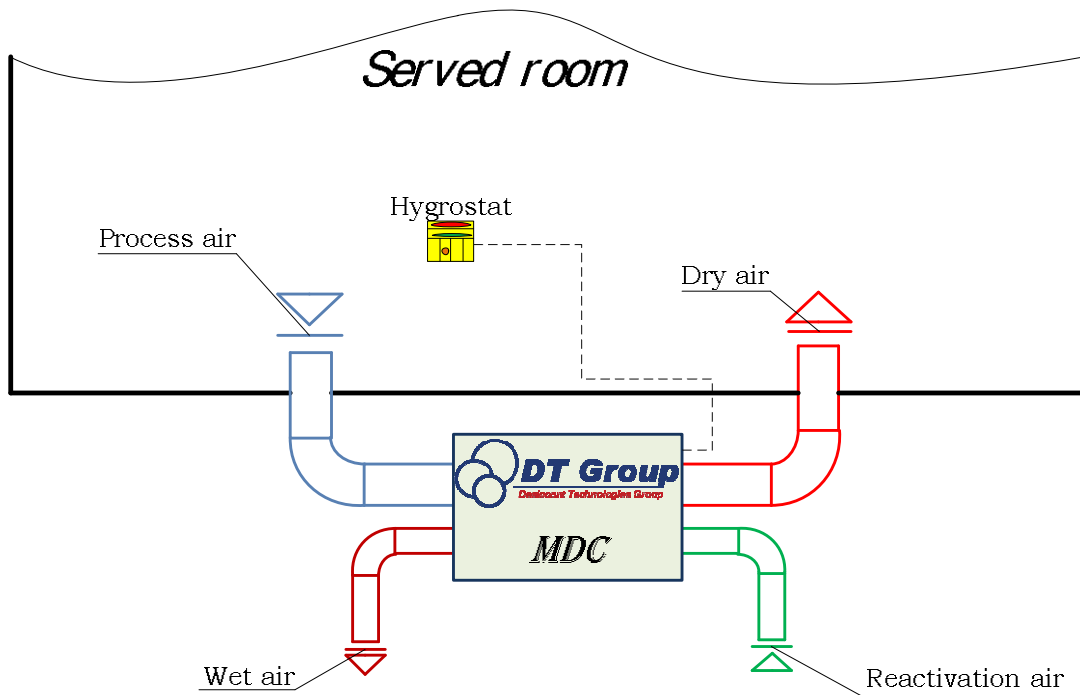 Served room
Hygrostat
Process air
Dry air
DT Group
Desiccant Technologies Group
MDC
Wet air
Reactivation air